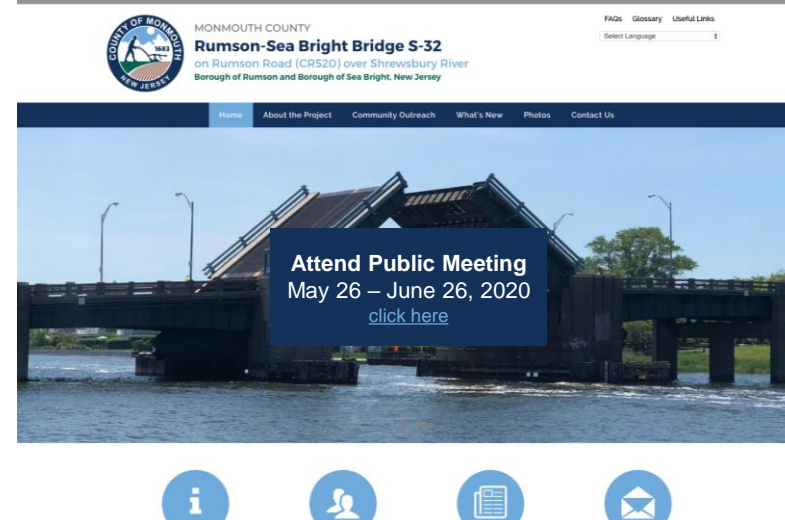 COUNTY OF MONMOUTH
1683
NEW JERSEY
MONMOUTH COUNTY
Rumson-Sea Bright Bridge S-32
on Rumson Road (CR520) over Shrewsbury River
Borough of Rumson and Borough of Sea Bright, New Jersey
FAQs Glossary Useful Links
Select Language
Home About the Project Community Outreach What's New Photos Contact Us
Attend Public Meeting
May 26 – June 26, 2020
click here